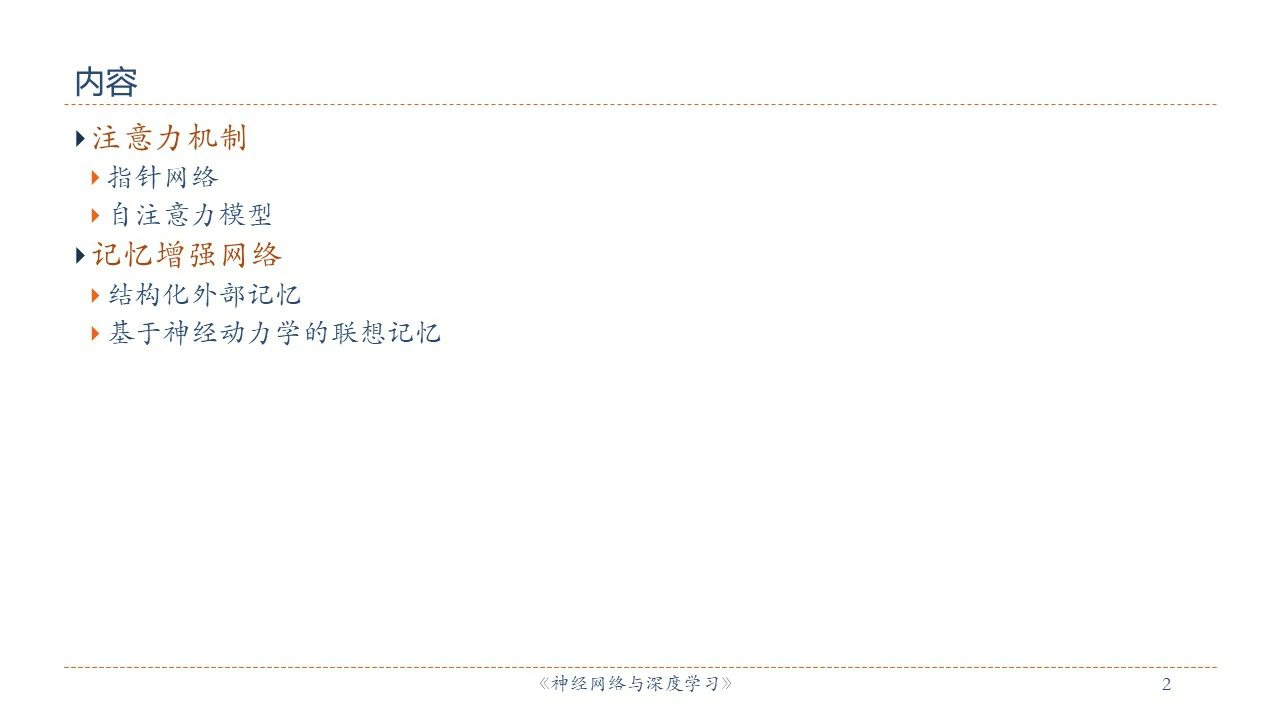 内容
注意力机制
指针网络
自注意力模型
记忆增强网络
结构化外部记忆
基于神经动力学的联想记忆
《神经网络与深度学习》
2